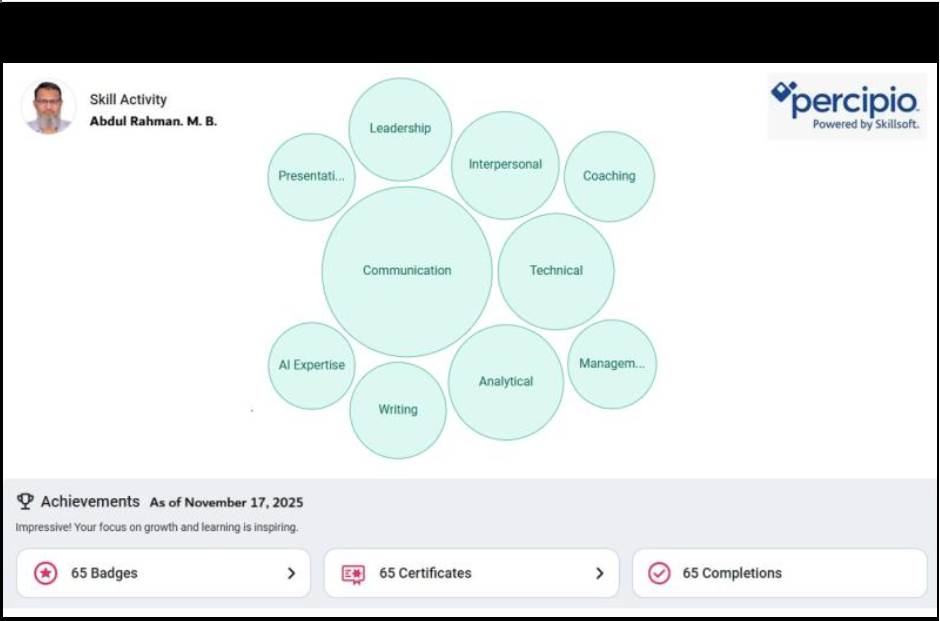 Skill Activity
Abdul Rahman. M. B.
percipio.
Powered by Skillsoft.
Leadership
Interpersonal
Presentati...
Coaching
Communication
Technical
AI Expertise
Managem...
Analytical
Writing
Achievements As of November 17, 2025
Impressive! Your focus on growth and learning is inspiring.
65 Badges
65 Certificates
65 Completions